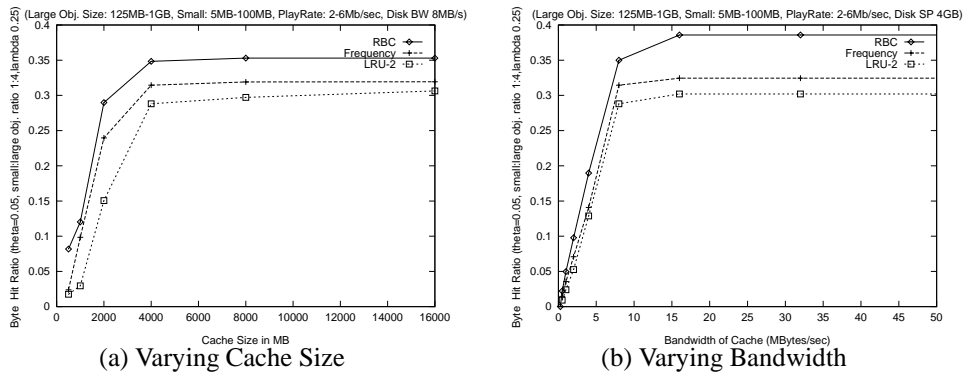 (Large Obj. Size: 125MB-1GB, Small: 5MB-100MB, PlayRate: 2-6Mb/sec, Disk BW 8MB/s)
0.4
0.35
0.3
0.25
0.2
0.15
0.1
0.05
0
Byte Hit Ratio (theta=0.05, small:large obj. ratio 1:4,lambda 0.25)
RBC
Frequency
LRU-2
0 2000 4000 6000 8000 10000 12000 14000 16000
Cache Size in MB
(a) Varying Cache Size
(Large Obj. Size: 125MB-1GB, Small: 5MB-100MB, PlayRate: 2-6Mb/sec, Disk SP 4GB)
0.4
0.35
0.3
0.25
0.2
0.15
0.1
0.05
0
Byte Hit Ratio (theta=0.05, small:large obj. ratio 1:4,lambda 0.25)
RBC
Frequency
LRU-2
0 5 10 15 20 25 30 35 40 45 50
Bandwidth of Cache (MBytes/sec)
(b) Varying Bandwidth